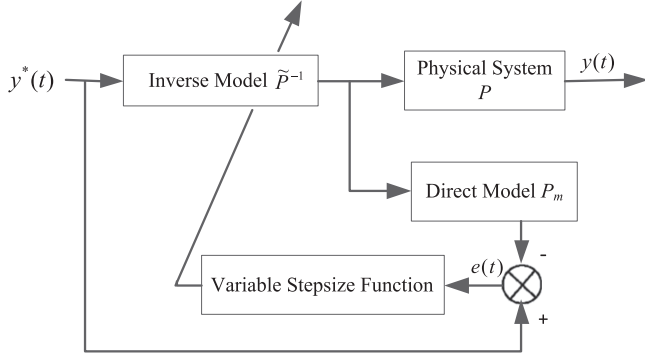 y*(t)
Inverse Model P̃⁻¹
Physical System
P
y(t)
Direct Model Pₘ
-
e(t)
Variable Stepsize Function
+